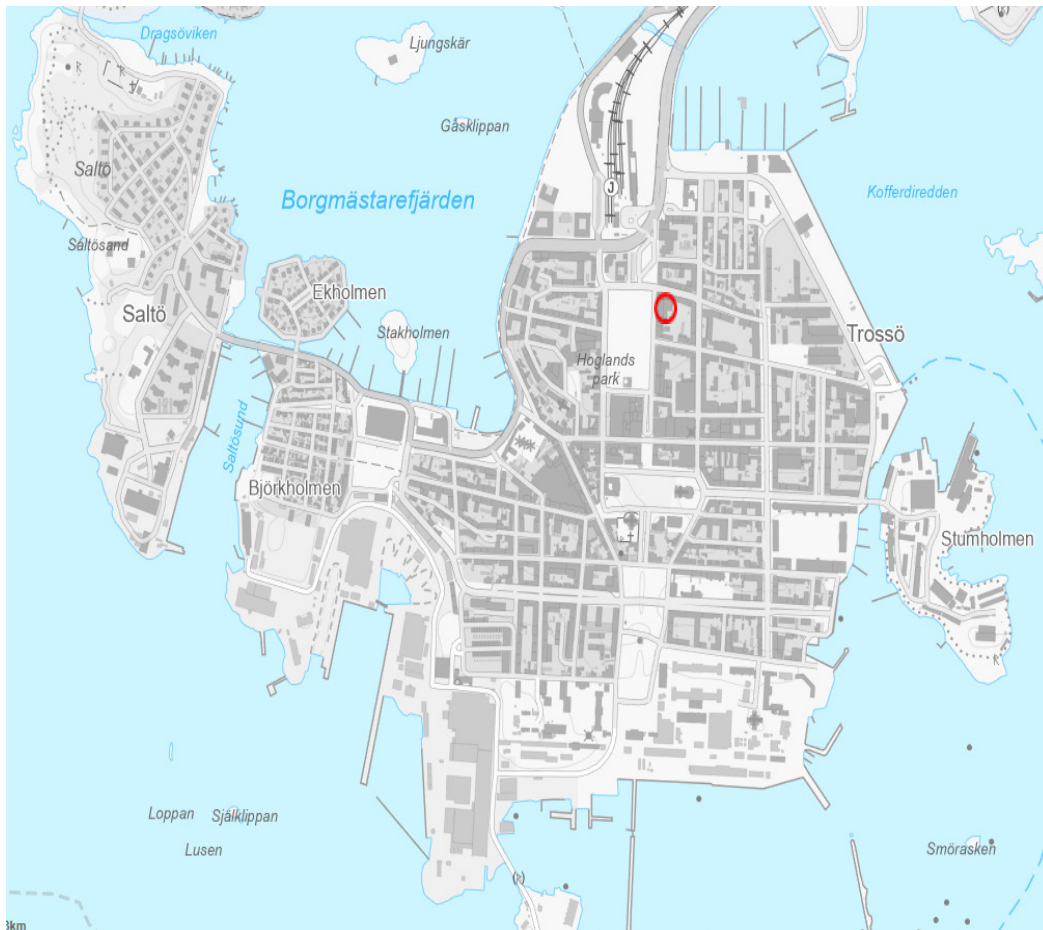 Dragsöviken
Ljungskär
Gåsklippan
Saltö
Borgmästarefjärden
Kofferdiredden
Saltösand
Ekholmen
Saltö
Stakholmen
J
Trossö
Hoglands
park
Saltösund
Björkholmen
Stumholmen
Loppan
Själklippan
Lusen
Smörasken
3km